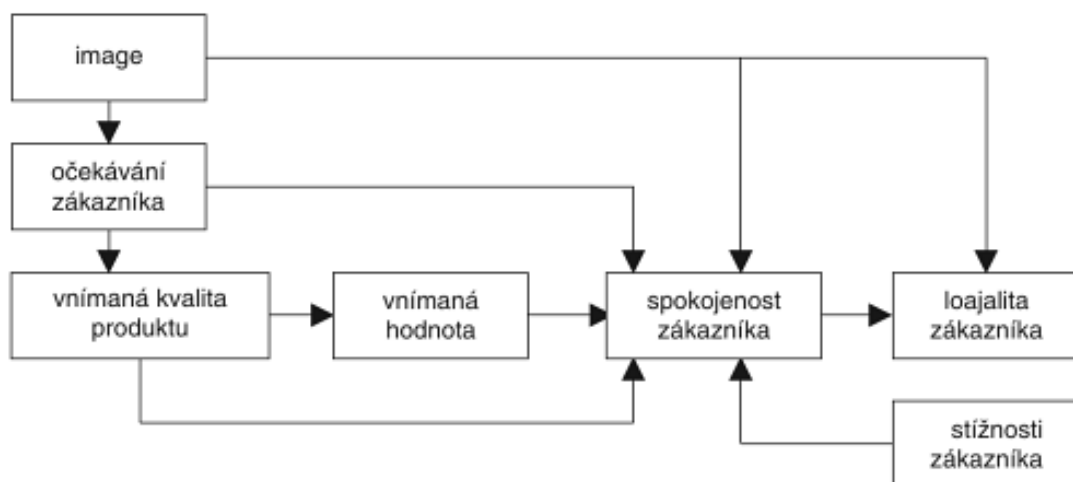 image
očekávání
zákazníka
vnímaná kvalita
produktu
vnímaná
hodnota
spokojenost
zákazníka
loajalita
zákazníka
stížnosti
zákazníka